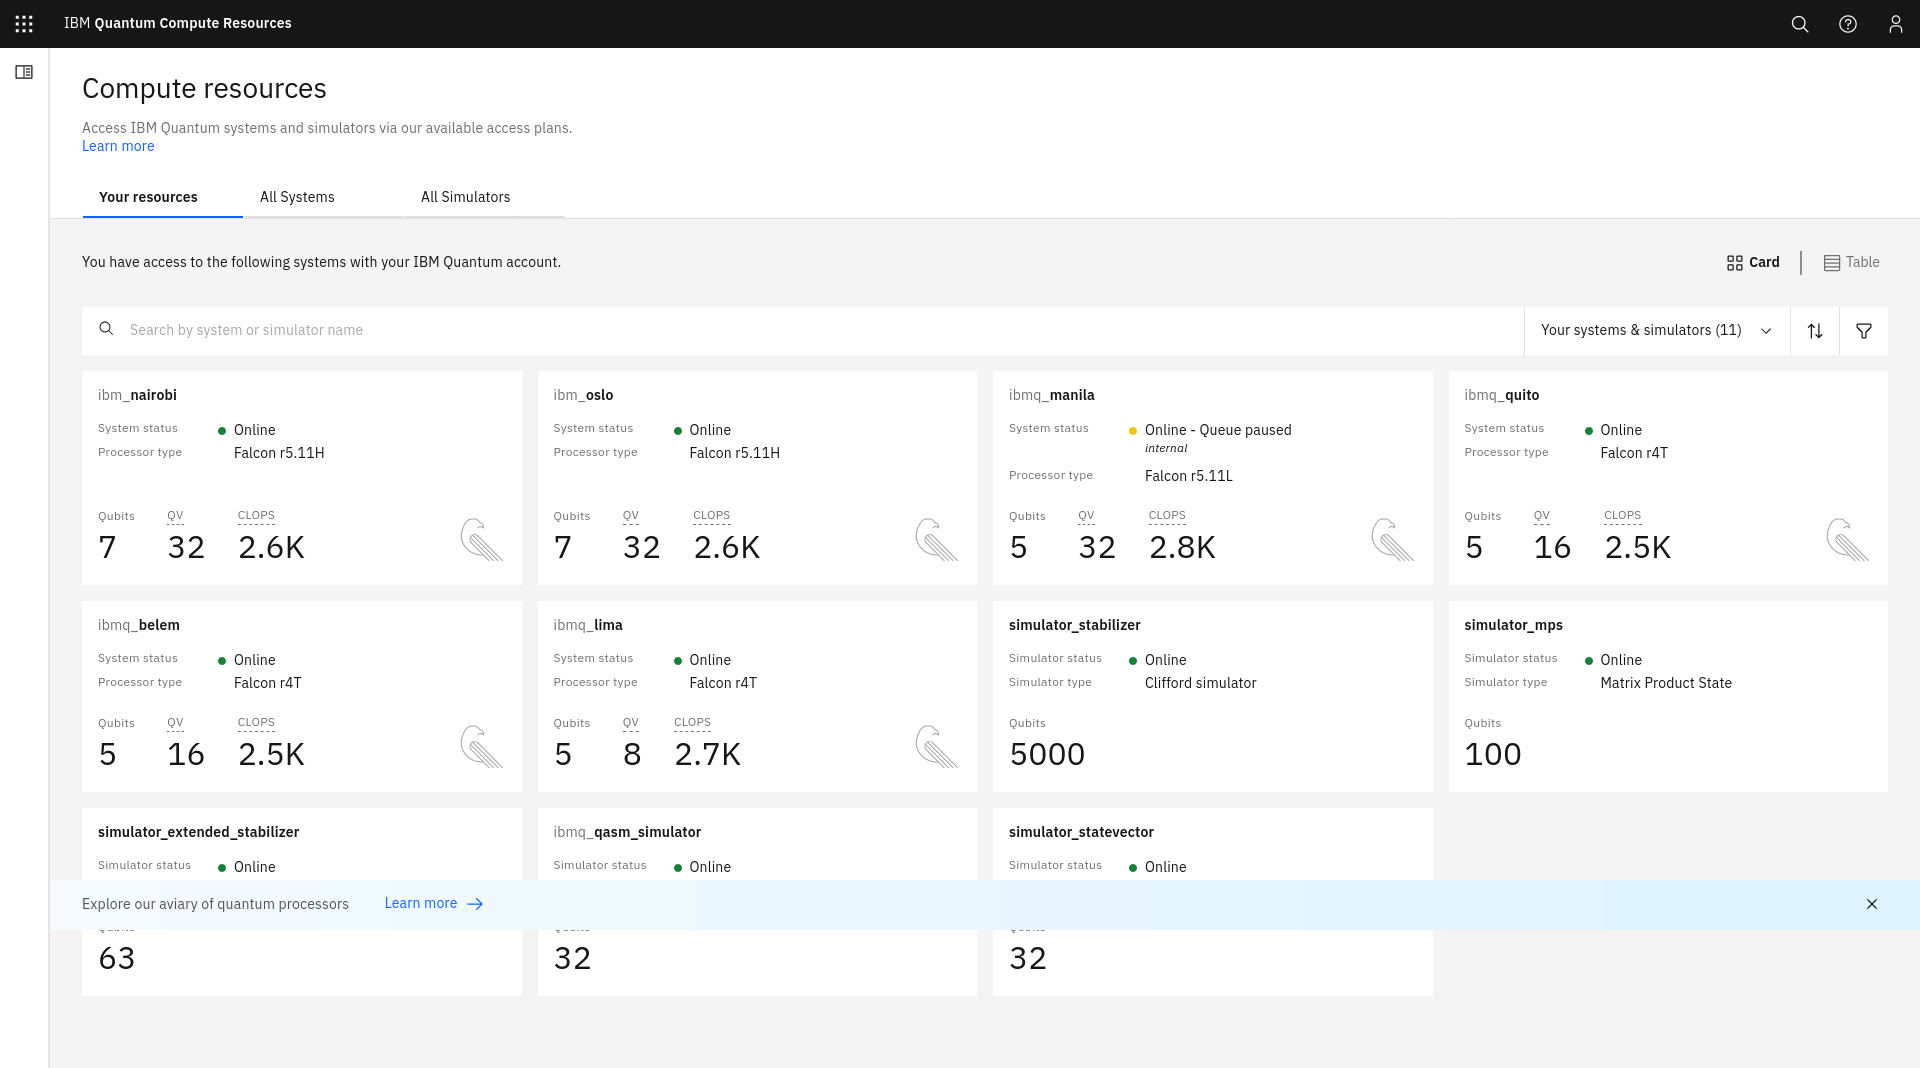 IBM Quantum Compute Resources
Compute resources
Access IBM Quantum systems and simulators via our available access plans.
Learn more
Your resources
All Systems
All Simulators
You have access to the following systems with your IBM Quantum account.
Card
Table
Search by system or simulator name
Your systems & simulators (11)
ibm_nairobi
System status
Online
Processor type
Falcon r5.11H
Qubits
QV
CLOPS
7
32
2.6K
ibm_oslo
System status
Online
Processor type
Falcon r5.11H
Qubits
QV
CLOPS
7
32
2.6K
ibmq_manila
System status
Online - Queue paused
internal
Processor type
Falcon r5.11L
Qubits
QV
CLOPS
5
32
2.8K
ibmq_quito
System status
Online
Processor type
Falcon r4T
Qubits
QV
CLOPS
5
16
2.5K
ibmq_belem
System status
Online
Processor type
Falcon r4T
Qubits
QV
CLOPS
5
16
2.5K
ibmq_lima
System status
Online
Processor type
Falcon r4T
Qubits
QV
CLOPS
5
8
2.7K
simulator_stabilizer
Simulator status
Online
Simulator type
Clifford simulator
Qubits
5000
simulator_mps
Simulator status
Online
Simulator type
Matrix Product State
Qubits
100
simulator_extended_stabilizer
Simulator status
Online
63
ibmq_qasm_simulator
Simulator status
Online
32
simulator_statevector
Simulator status
Online
32
Explore our aviary of quantum processors
Learn more